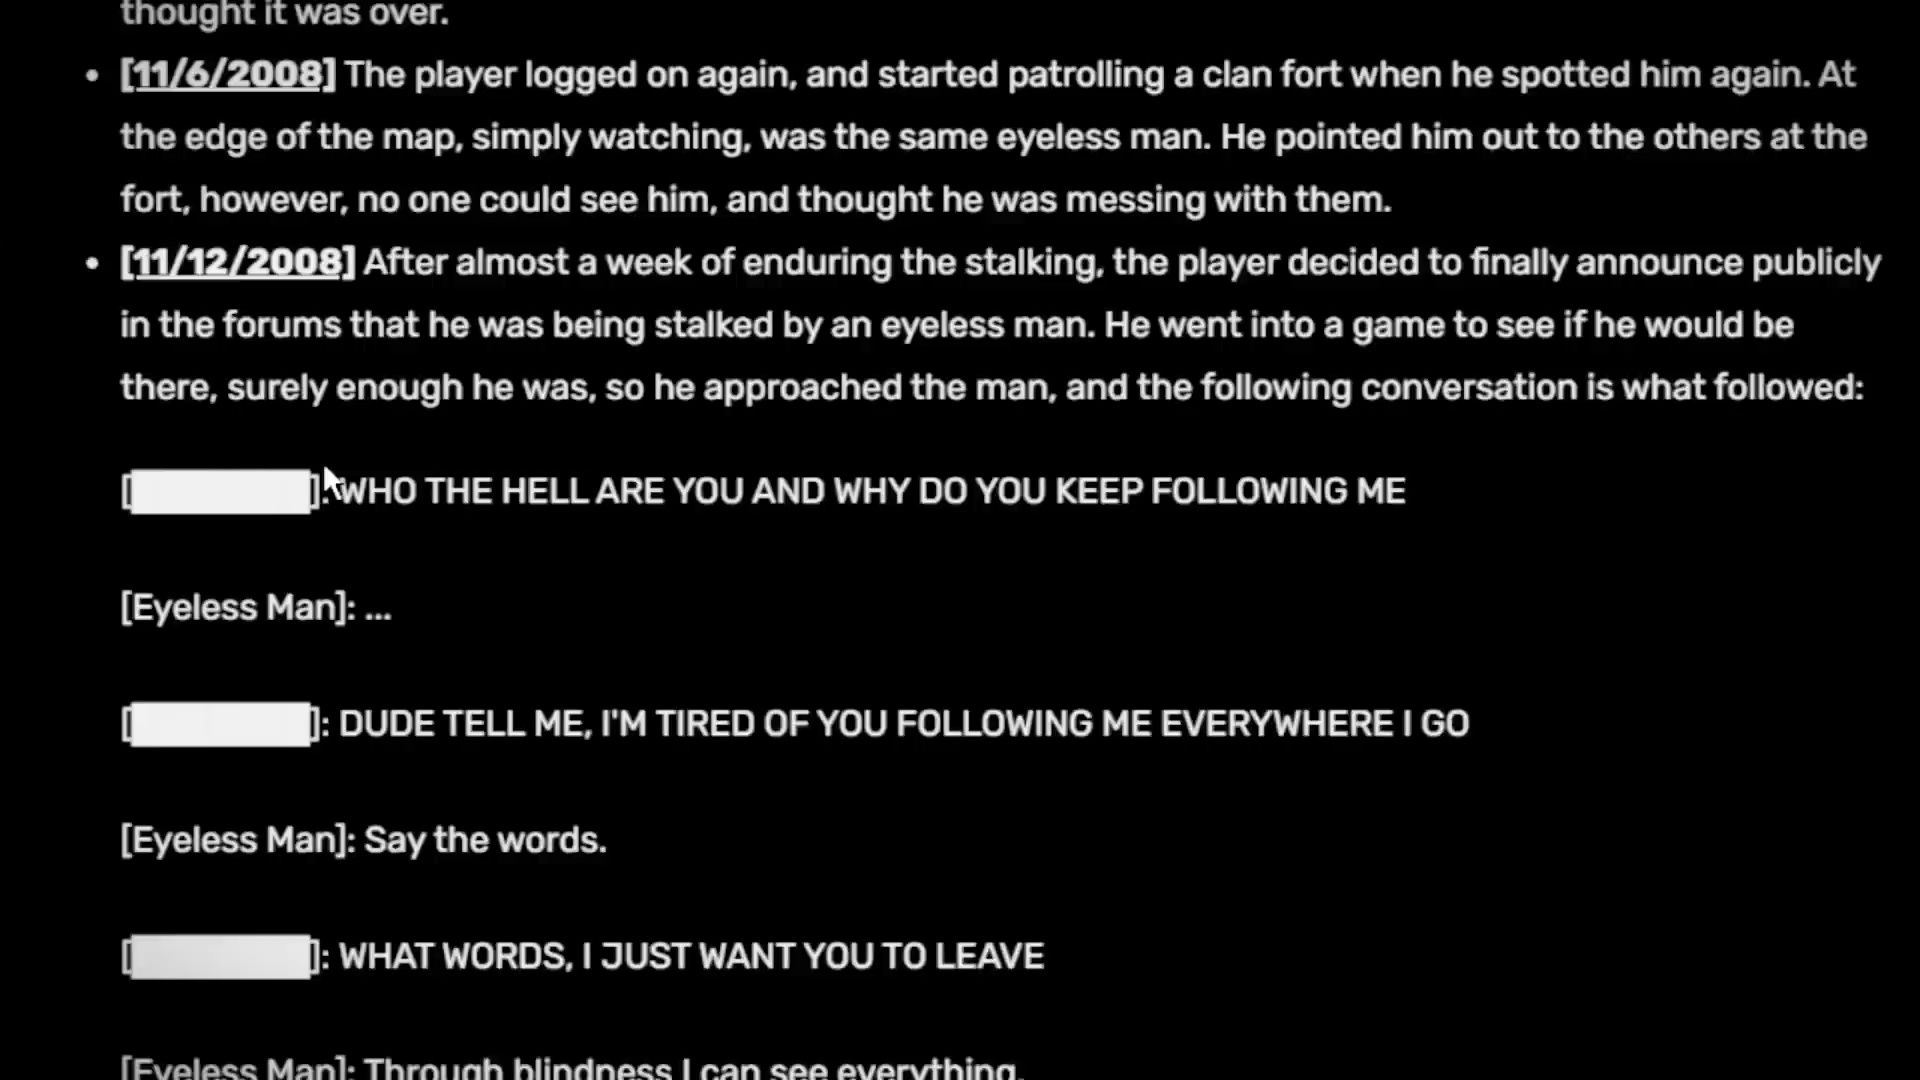 thought it was over.
[11/6/2008] The player logged on again, and started patrolling a clan fort when he spotted him again. At
the edge of the map, simply watching, was the same eyeless man. He pointed him out to the others at the
fort, however, no one could see him, and thought he was messing with them.
[11/12/2008] After almost a week of enduring the stalking, the player decided to finally announce publicly
in the forums that he was being stalked by an eyeless man. He went into a game to see if he would be
there, surely enough he was, so he approached the man, and the following conversation is what followed:
[ ]: WHO THE HELL ARE YOU AND WHY DO YOU KEEP FOLLOWING ME
[Eyeless Man]: ...
[ ]: DUDE TELL ME, I'M TIRED OF YOU FOLLOWING ME EVERYWHERE I GO
[Eyeless Man]: Say the words.
[ ]: WHAT WORDS, I JUST WANT YOU TO LEAVE
[Eyeless Man]: Through blindness I can see everything.